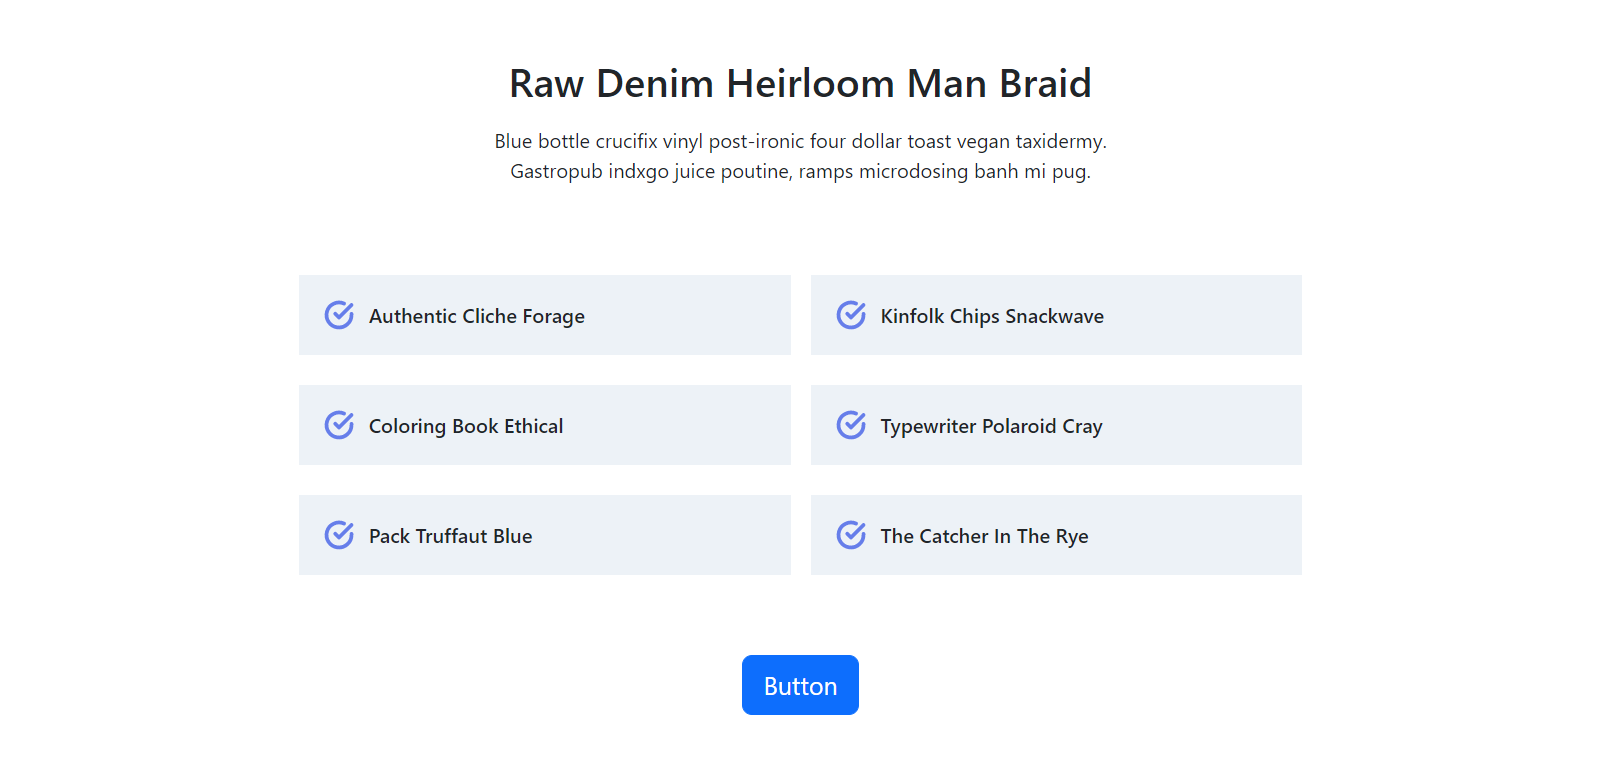 Raw Denim Heirloom Man Braid
Blue bottle crucifix vinyl post-ironic four dollar toast vegan taxidermy.
Gastropub indxgo juice poutine, ramps microdosing banh mi pug.
Authentic Cliche Forage
Kinfolk Chips Snackwave
Coloring Book Ethical
Typewriter Polaroid Cray
Pack Truffaut Blue
The Catcher In The Rye
Button